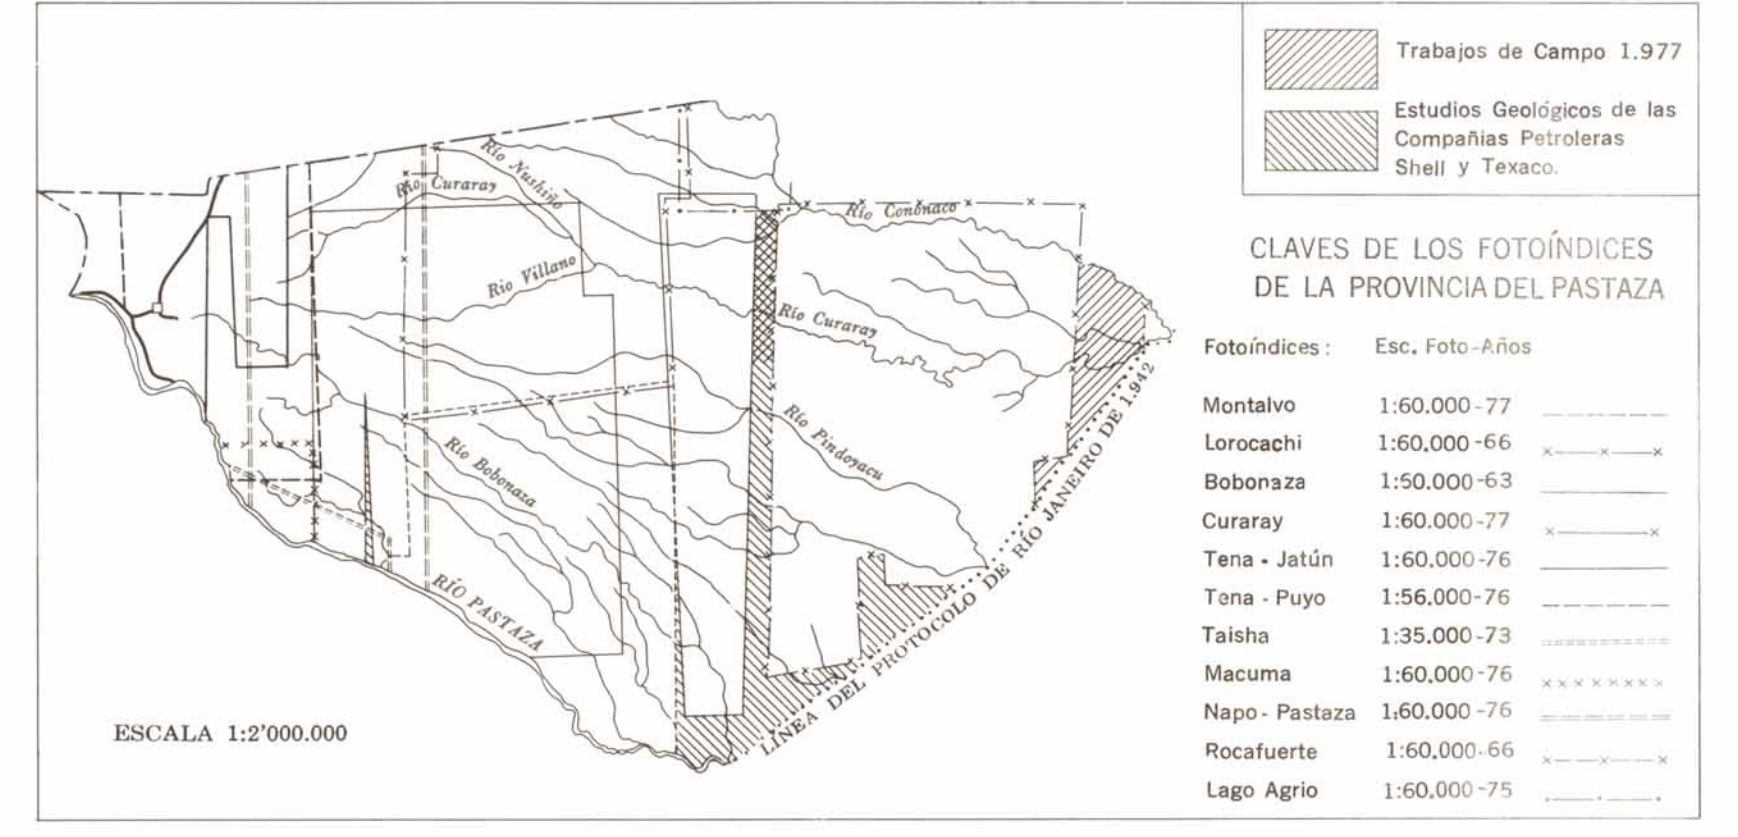 Trabajos de Campo 1.977
Estudios Geológicos de las
Compañias Petroleras
Shell y Texaco.
CLAVES DE LOS FOTOÍNDICES
DE LA PROVINCIA DEL PASTAZA
Fotoíndices: Esc. Foto-Años
Montalvo 1:60.000-77
Lorocachi 1:60.000-66
Bobonaza 1:50.000-63
Curaray 1:60.000-77
Tena - Jatún 1:60.000-76
Tena - Puyo 1:56.000-76
Taisha 1:35.000-73
Macuma 1:60.000-76
Napo - Pastaza 1:60.000-76
Rocafuerte 1:60.000-66
Lago Agrio 1:60.000-75
Río Nushiño
Río Curaray
Río Cononaco
Rio Villano
Río Curaray
Río Pindoyacu
Río Bobonaza
RÍO PASTAZA
LINEA DEL PROTOCOLO DE RÍO JANEIRO DE 1.942
ESCALA 1:2'000.000